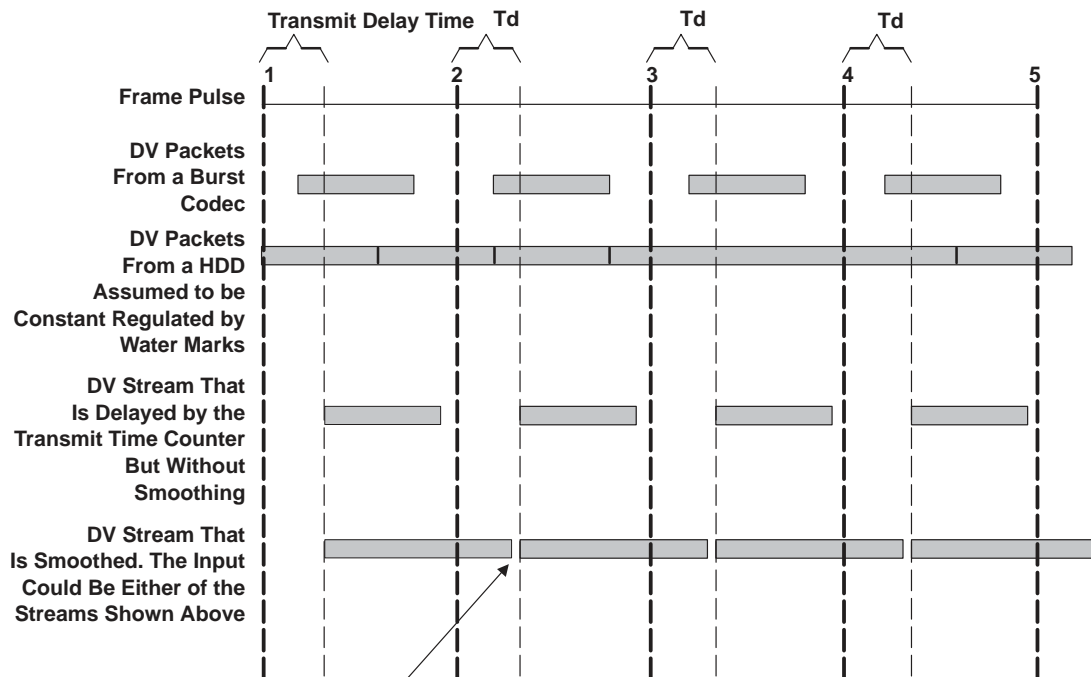 Transmit Delay Time
Td
Td
Td
1
2
3
4
5
Frame Pulse
DV Packets
From a Burst
Codec
DV Packets
From a HDD
Assumed to be
Constant Regulated by
Water Marks
DV Stream That
Is Delayed by the
Transmit Time Counter
But Without
Smoothing
DV Stream That
Is Smoothed. The Input
Could Be Either of the
Streams Shown Above